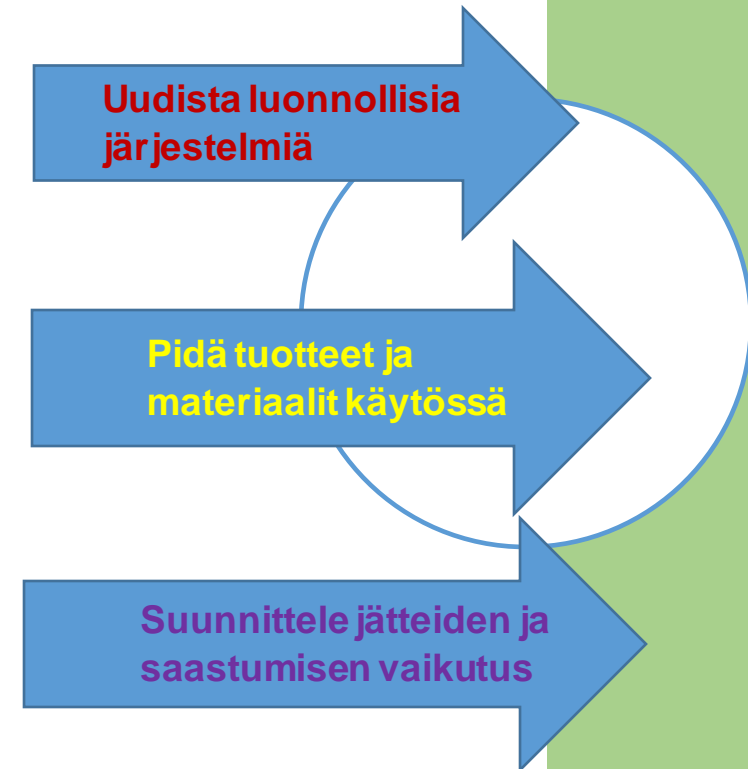 Uudista luonnollisia
järjestelmiä
Pidä tuotteet ja
materiaalit käytössä
Suunnittele jätteiden ja
saastumisen vaikutus